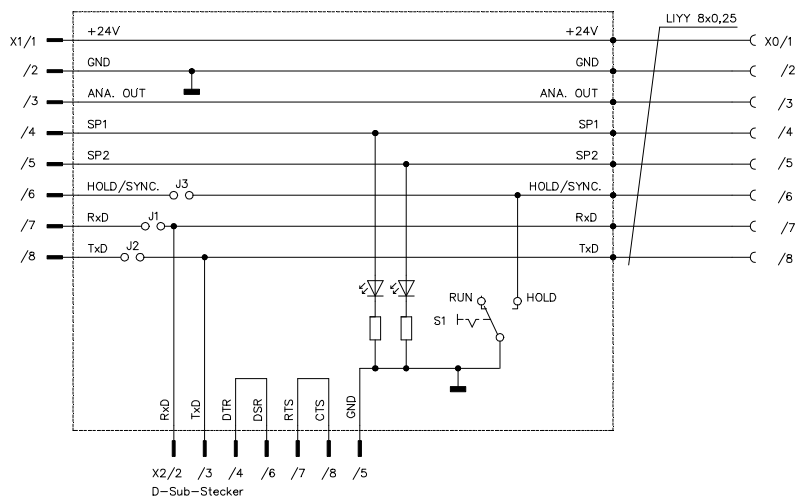 LIYY 8x0,25
X1/1 +24V +24V X0/1
/2 GND GND /2
/3 ANA. OUT ANA. OUT /3
/4 SP1 SP1 /4
/5 SP2 SP2 /5
/6 HOLD/SYNC. J3 HOLD/SYNC. /6
/7 RxD J1 RxD /7
/8 TxD J2 TxD /8
RUN HOLD
S1
RxD TxD DTR DSR RTS CTS GND
X2/2 /3 /4 /6 /7 /8 /5
D-Sub-Stecker